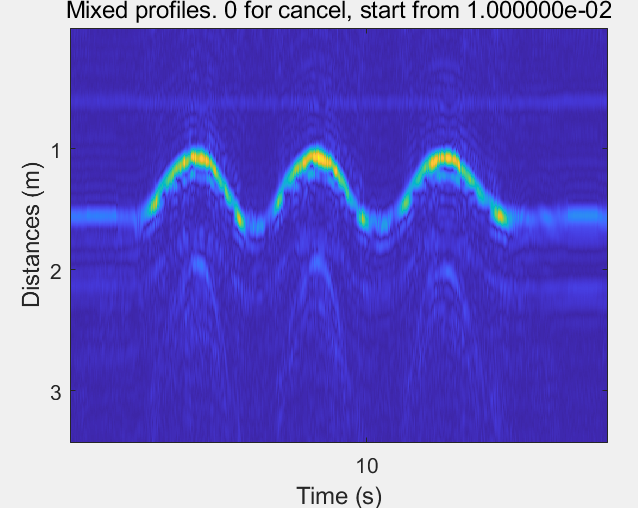 Mixed profiles. 0 for cancel, start from 1.000000e-02
1
2
3
Distances (m)
10
Time (s)